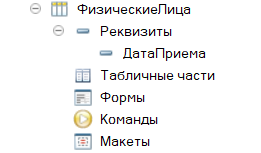 ФизическиеЛица
Реквизиты
ДатаПриема
Табличные части
Формы
Команды
Макеты